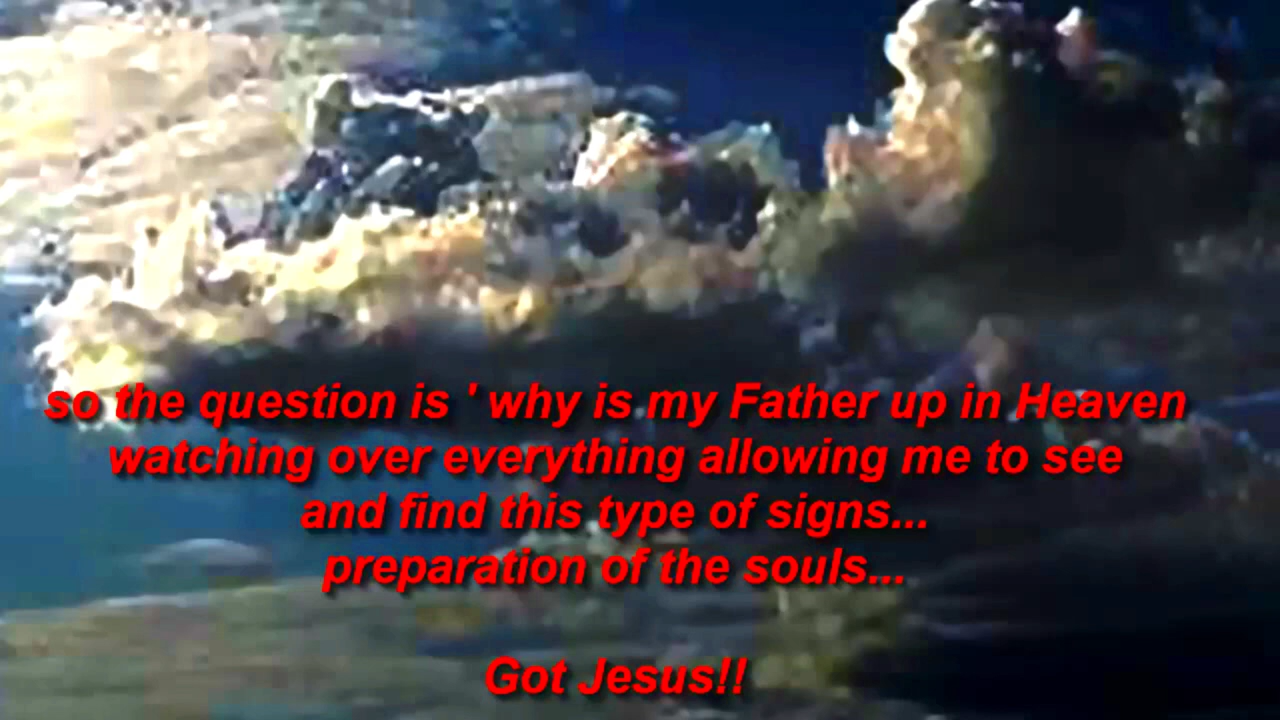 so the question is ' why is my Father up in Heaven
watching over everything allowing me to see
and find this type of signs...
preparation of the souls...
Got Jesus!!